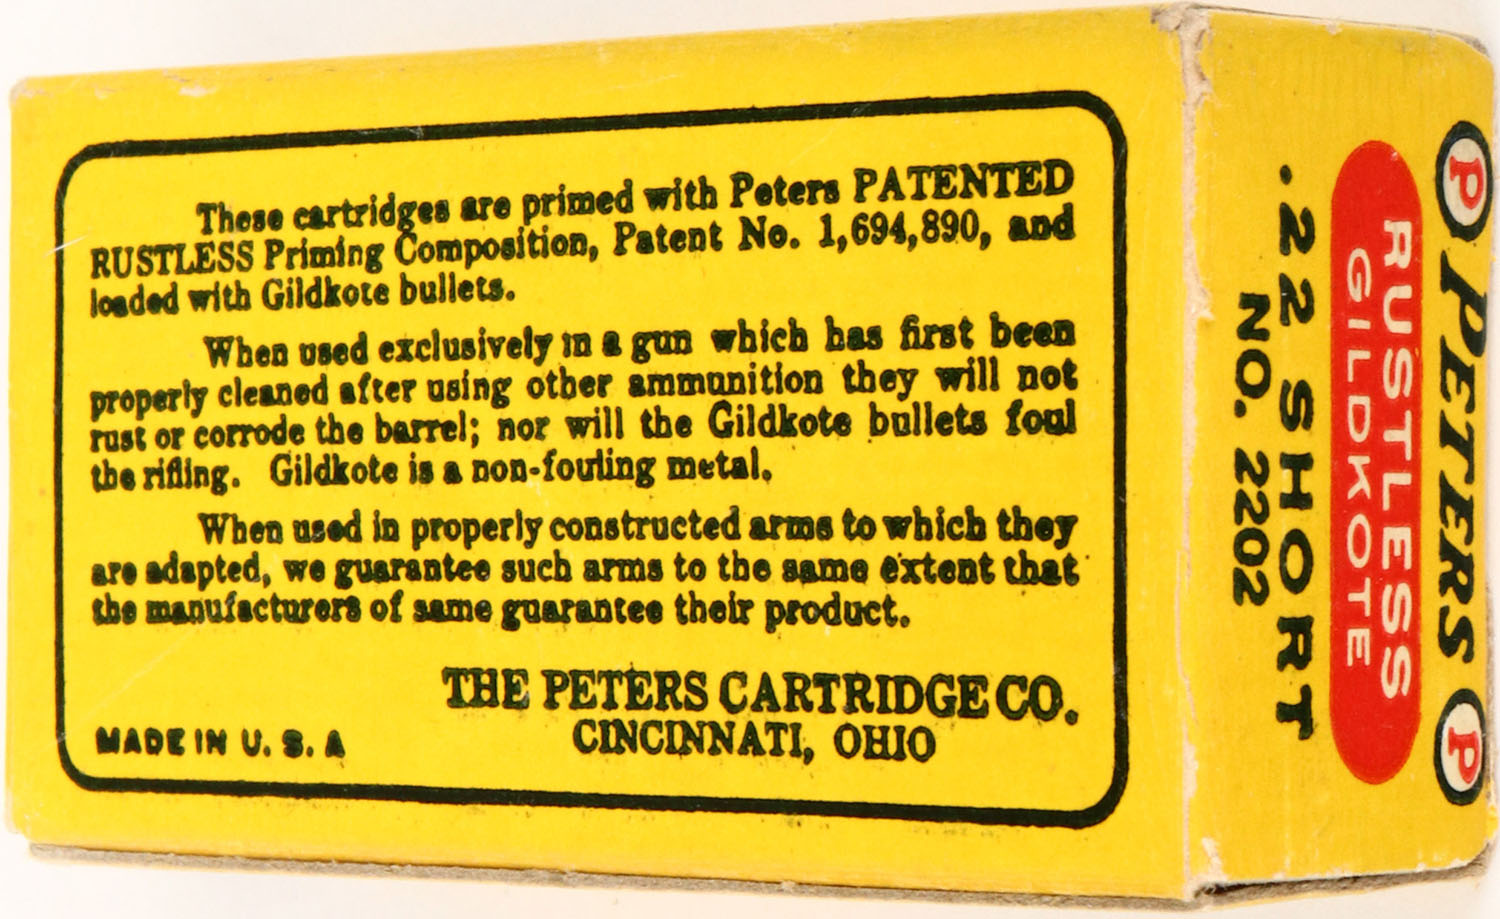 These cartridges are primed with Peters PATENTED
RUSTLESS Priming Composition, Patent No. 1,694,890, and
loaded with Gildkote bullets.
When used exclusively in a gun which has first been
properly cleaned after using other ammunition they will not
rust or corrode the barrel; nor will the Gildkote bullets foul
the rifling. Gildkote is a non-fouling metal.
When used in properly constructed arms to which they
are adapted, we guarantee such arms to the same extent that
the manufacturers of same guarantee their product.
THE PETERS CARTRIDGE CO.
CINCINNATI, OHIO
MADE IN U. S. A
P PETERS P
RUSTLESS
GILDKOTE
.22 SHORT
NO. 2202